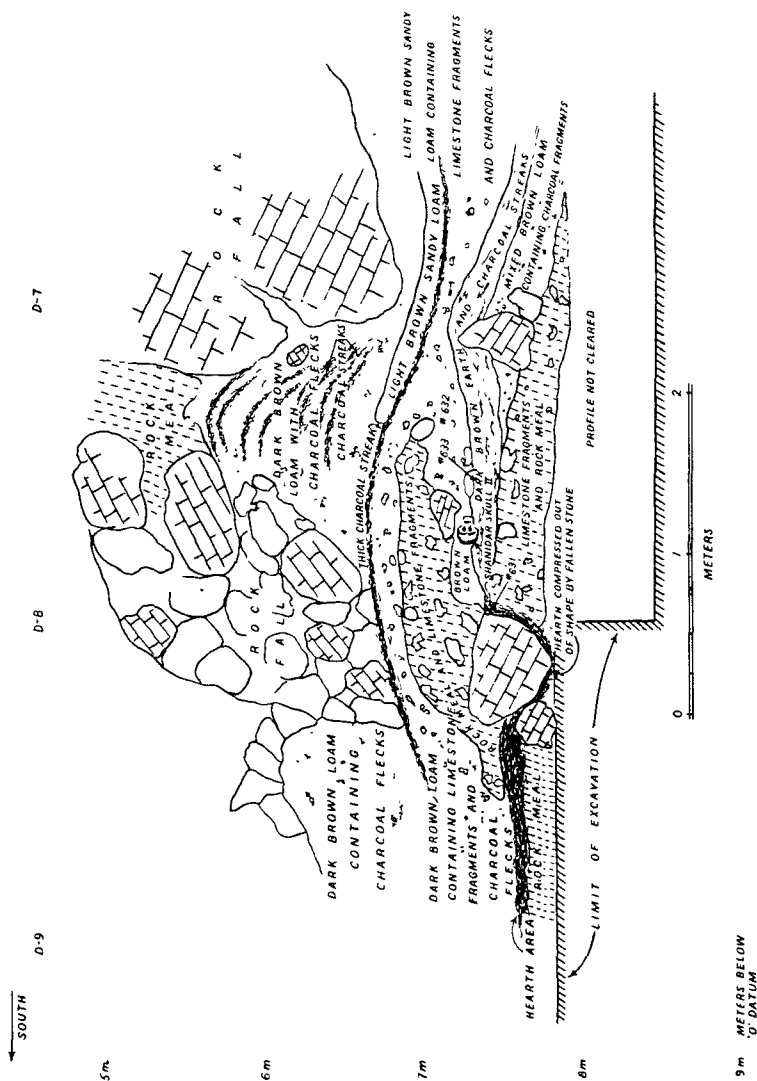 SOUTH
D-9
D-8
D-7
5m
6m
7m
8m
9m
METERS BELOW
'O' DATUM
ROCK
FALL
ROCK
MEAL
ROCK
FALL
DARK BROWN
LOAM WITH
CHARCOAL FLECKS
CHARCOAL STREAKS
DARK BROWN LOAM
CONTAINING
CHARCOAL FLECKS
THICK CHARCOAL STREAK
LIGHT BROWN SANDY LOAM
LIGHT BROWN SANDY
LOAM CONTAINING
LIMESTONE FRAGMENTS
AND CHARCOAL FLECKS
DARK BROWN LOAM
CONTAINING LIMESTONE
FRAGMENTS AND
CHARCOAL
FLECKS
AND LIMESTONE FRAGMENTS
ROCK
#633
#632
BROWN
LOAM
SHANIDAR SKULL II
#631
DARK BROWN EARTH AND CHARCOAL STREAKS
MIXED BROWN LOAM
CONTAINING CHARCOAL FRAGMENTS
LIMESTONE FRAGMENTS
AND ROCK MEAL
ROCK MEAL
HEARTH AREA
HEARTH COMPRESSED OUT
OF SHAPE BY FALLEN STONE
PROFILE NOT CLEARED
LIMIT OF EXCAVATION
0
1
2
METERS